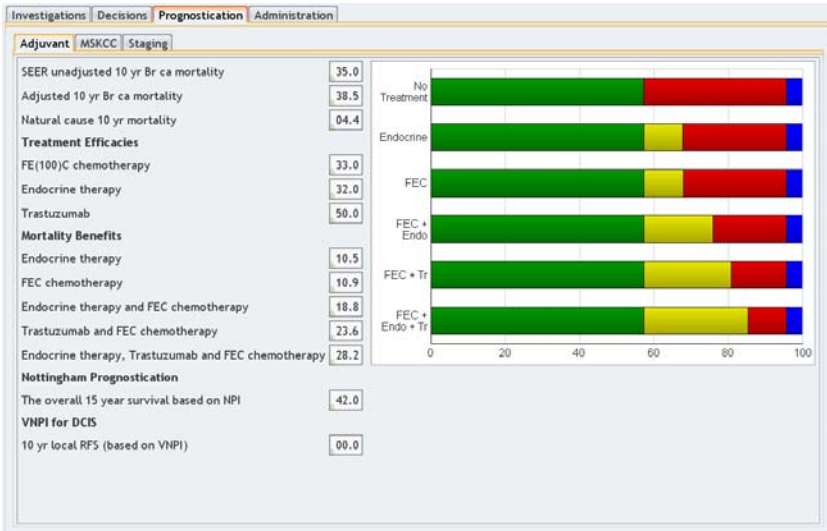 Investigations Decisions Prognostication Administration
Adjuvant MSKCC Staging
SEER unadjusted 10 yr Br ca mortality 35.0
Adjusted 10 yr Br ca mortality 38.5
Natural cause 10 yr mortality 04.4
Treatment Efficacies
FE(100)C chemotherapy 33.0
Endocrine therapy 32.0
Trastuzumab 50.0
Mortality Benefits
Endocrine therapy 10.5
FEC chemotherapy 10.9
Endocrine therapy and FEC chemotherapy 18.8
Trastuzumab and FEC chemotherapy 23.6
Endocrine therapy, Trastuzumab and FEC chemotherapy 28.2
Nottingham Prognostication
The overall 15 year survival based on NPI 42.0
VNPI for DCIS
10 yr local RFS (based on VNPI) 00.0
No
Treatment
Endocrine
FEC
FEC +
Endo
FEC + Tr
FEC +
Endo + Tr
0 20 40 60 80 100